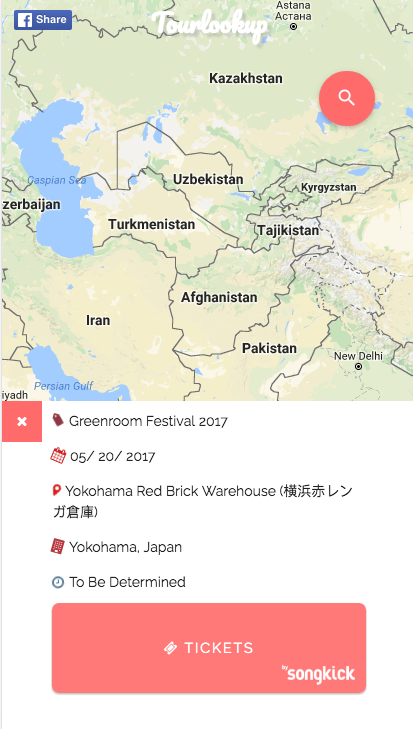 Share
Tourlookup
Astana
Астана
Kazakhstan
Caspian Sea
Uzbekistan
Kyrgyzstan
zerbaijan
Turkmenistan
Tajikistan
Afghanistan
Iran
Pakistan
New Delhi
Persian Gulf
iyadh
Greenroom Festival 2017
05/ 20/ 2017
Yokohama Red Brick Warehouse (横浜赤レン
ガ倉庫)
Yokohama, Japan
To Be Determined
TICKETS
by songkick